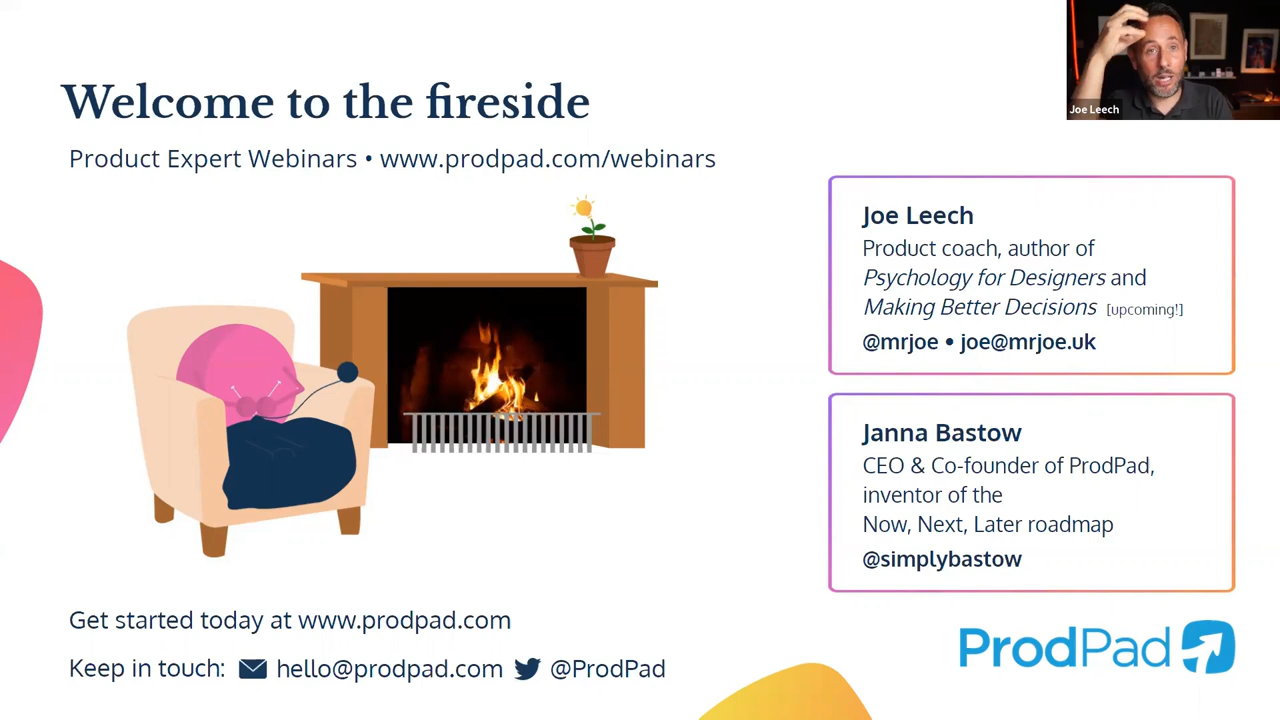 Joe Leech
Welcome to the fireside
Product Expert Webinars • www.prodpad.com/webinars
Joe Leech
Product coach, author of
Psychology for Designers and
Making Better Decisions [upcoming!]
@mrjoe • joe@mrjoe.uk
Janna Bastow
CEO & Co-founder of ProdPad,
inventor of the
Now, Next, Later roadmap
@simplybastow
Get started today at www.prodpad.com
Keep in touch: hello@prodpad.com @ProdPad
ProdPad